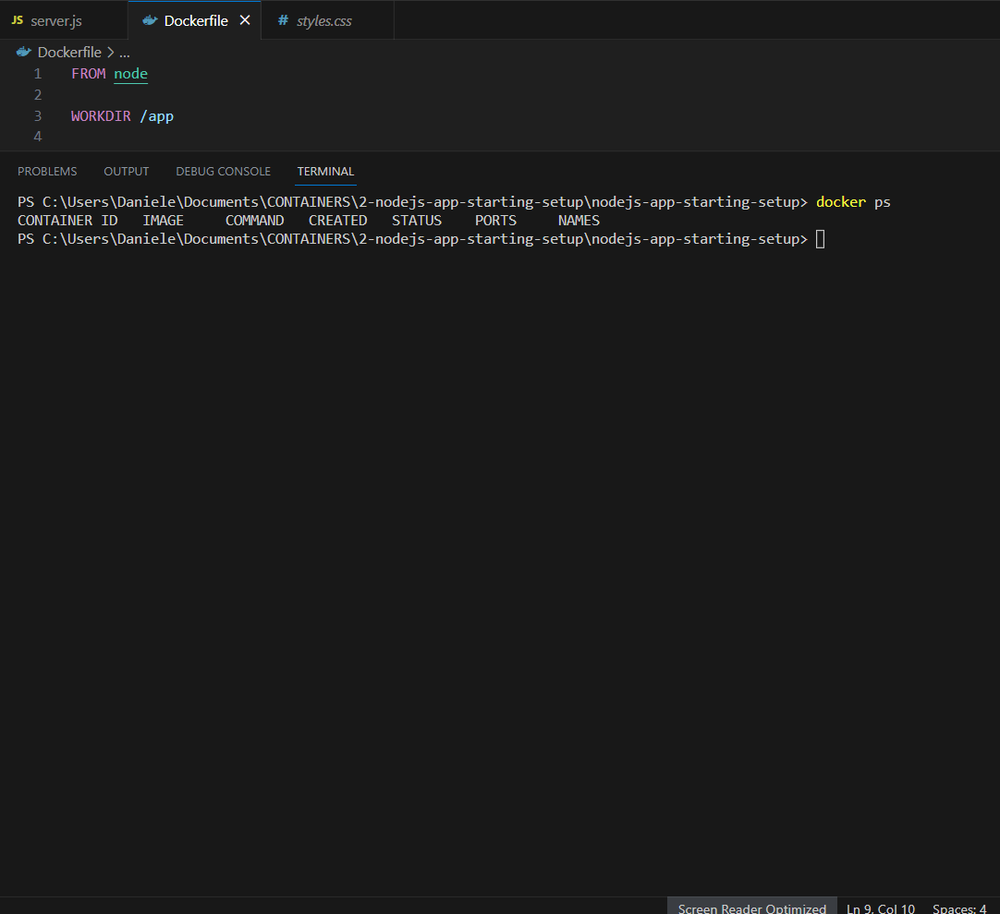 JS server.js Dockerfile # styles.css
Dockerfile > ...
1 FROM node
2
3 WORKDIR /app
4
PROBLEMS OUTPUT DEBUG CONSOLE TERMINAL
PS C:\Users\Daniele\Documents\CONTAINERS\2-nodejs-app-starting-setup\nodejs-app-starting-setup> docker ps
CONTAINER ID IMAGE COMMAND CREATED STATUS PORTS NAMES
PS C:\Users\Daniele\Documents\CONTAINERS\2-nodejs-app-starting-setup\nodejs-app-starting-setup>
Screen Reader Optimized Ln 9, Col 10 Spaces: 4